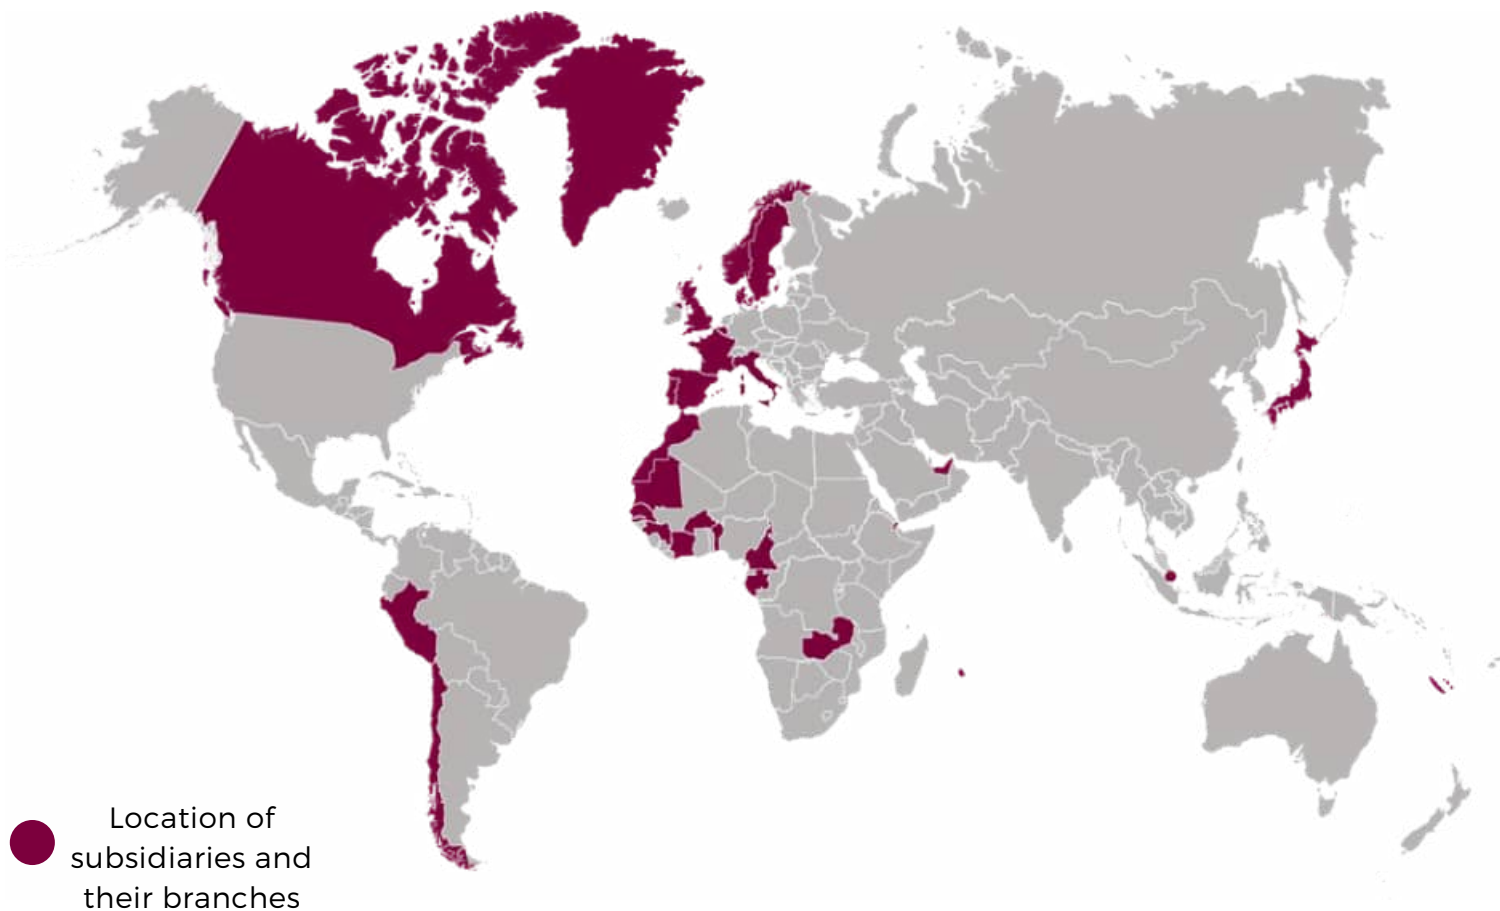 Location of
subsidiaries and
their branches